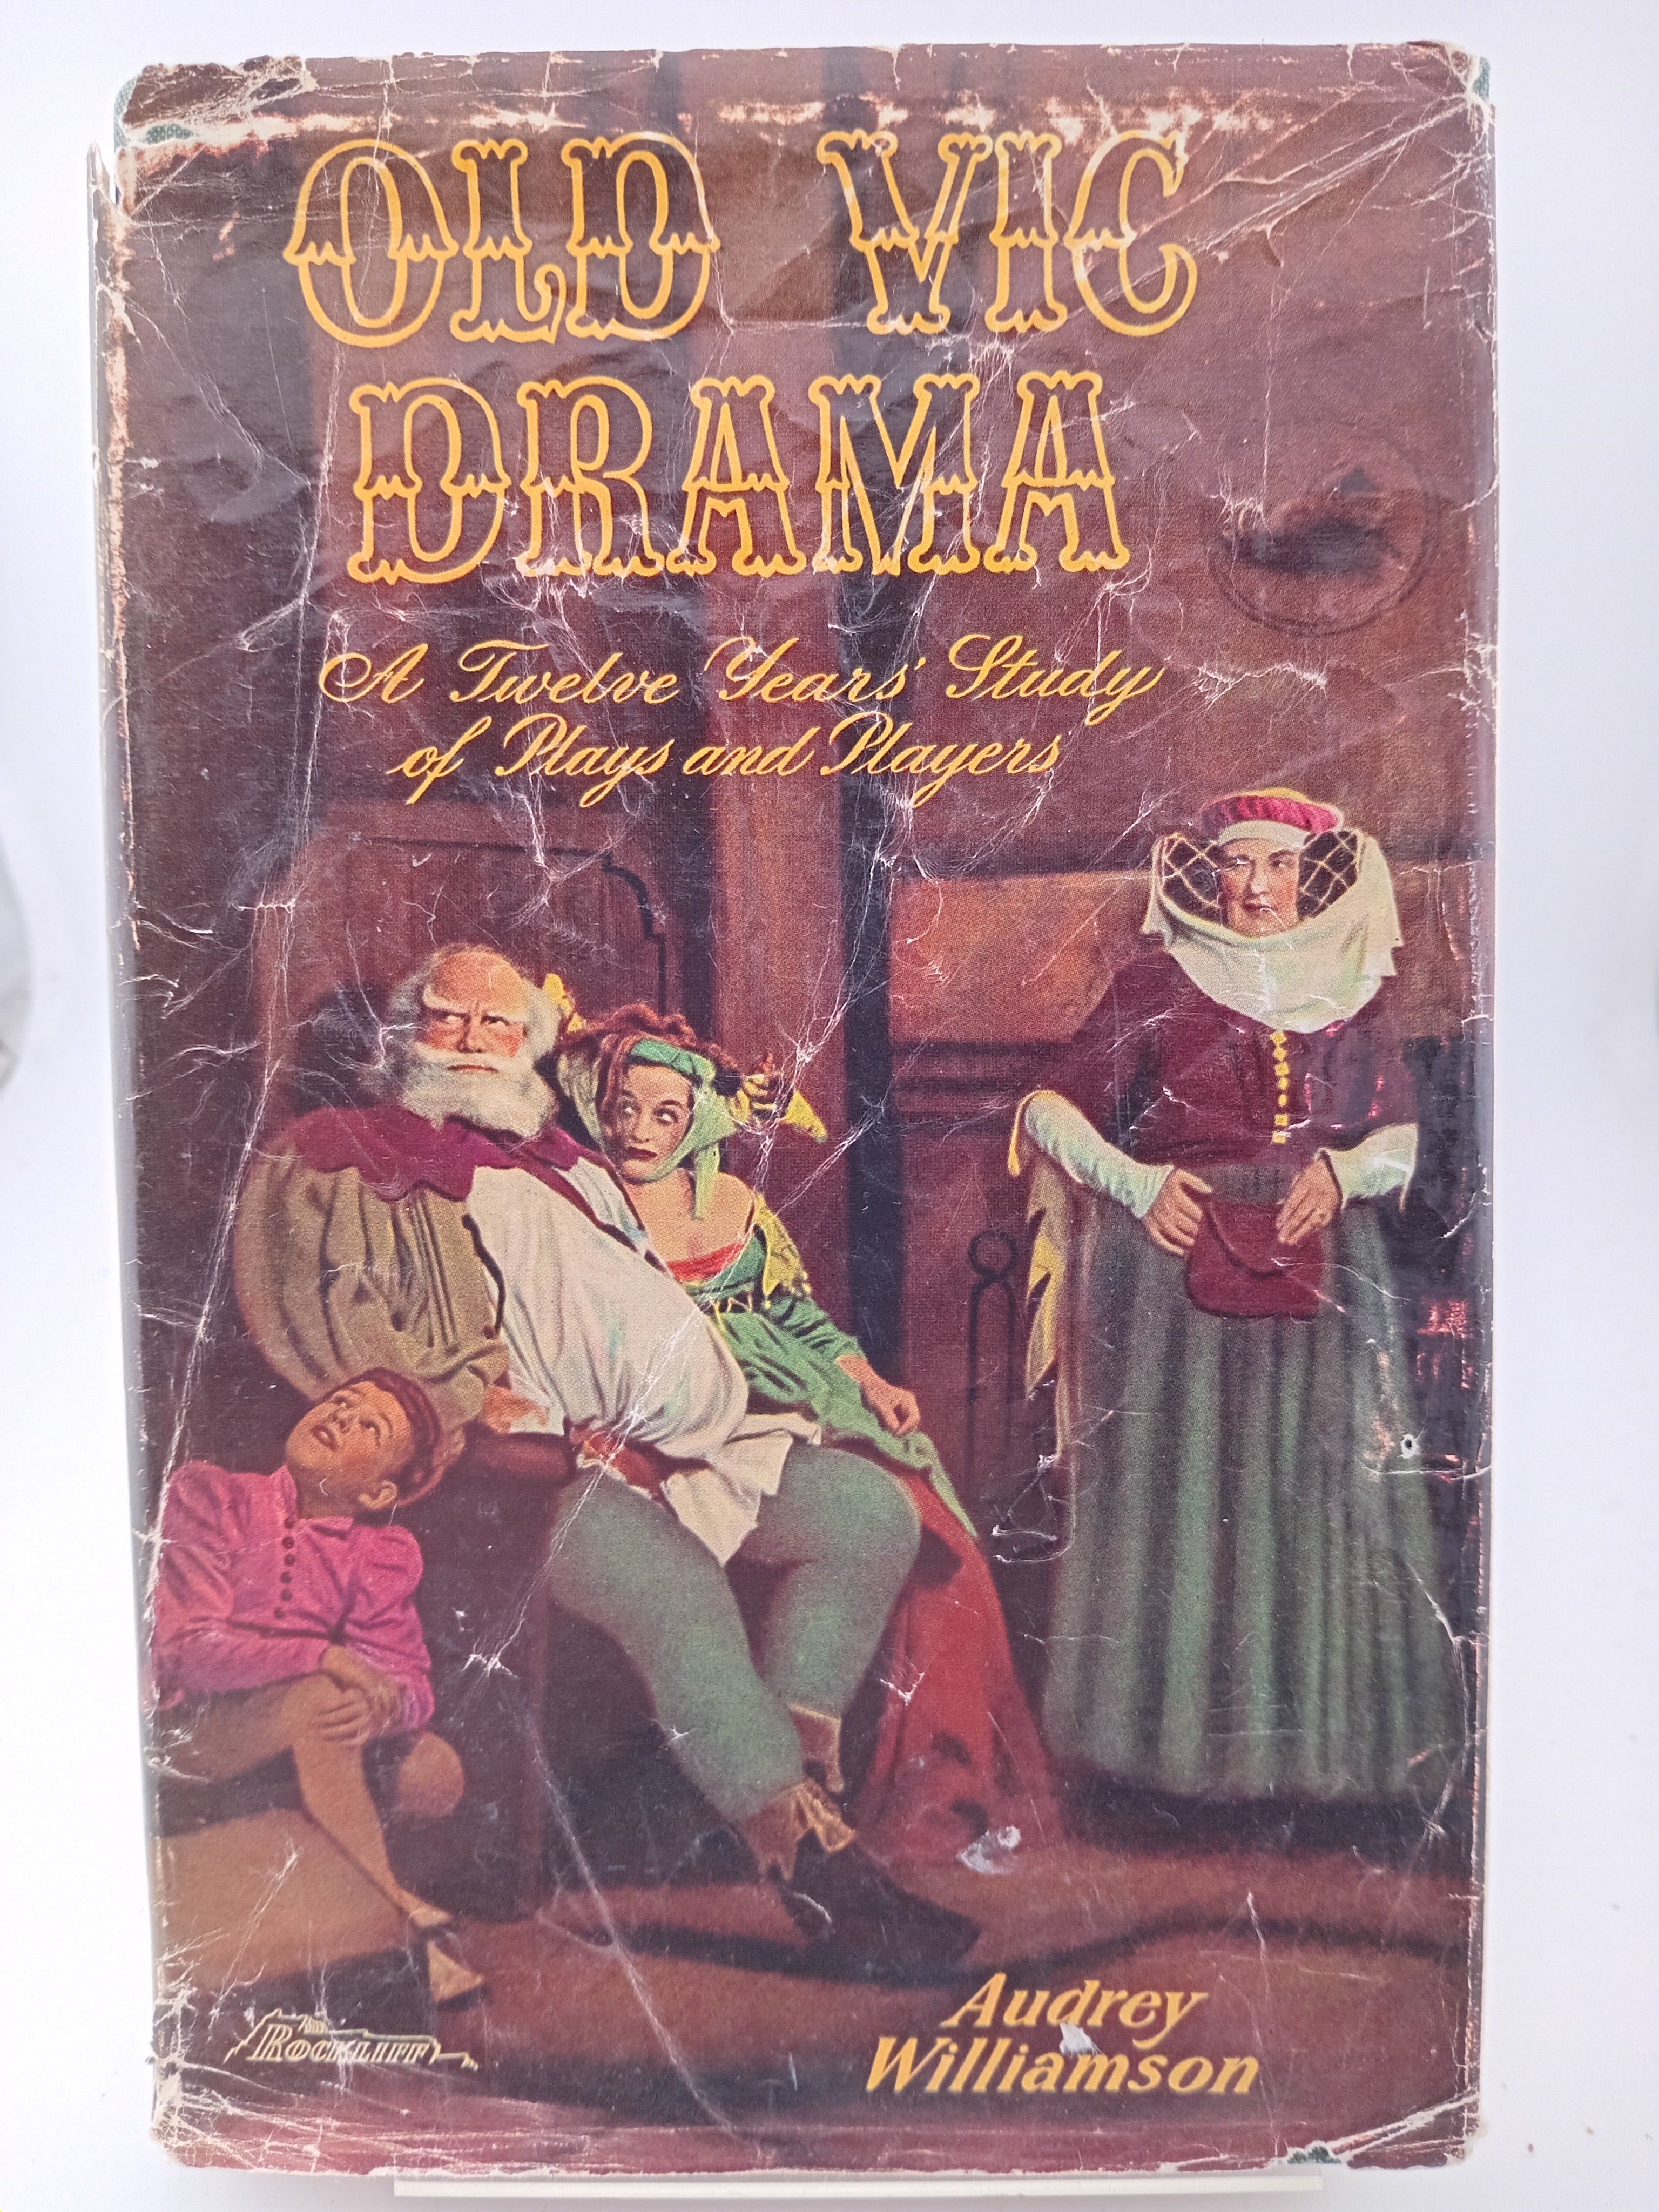 OLD VIC
DRAMA
A Twelve Years' Study
of Plays and Players
Audrey
Williamson
ROCKLIFF